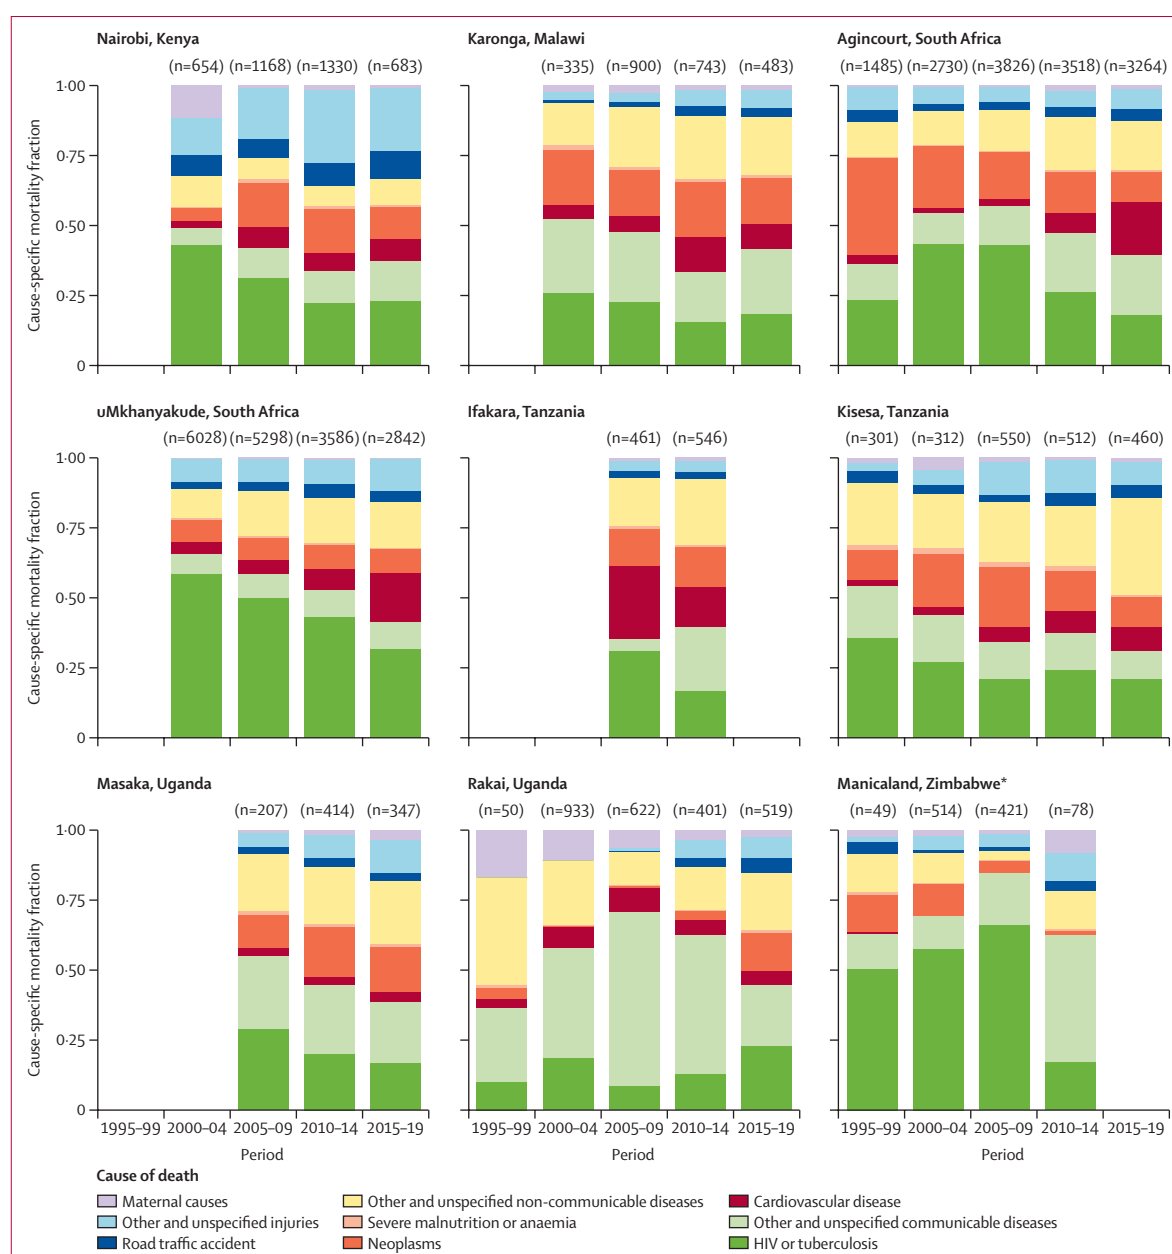 Nairobi, Kenya
Karonga, Malawi
Agincourt, South Africa
(n=654) (n=1168) (n=1330) (n=683)
(n=335) (n=900) (n=743) (n=483)
(n=1485) (n=2730) (n=3826) (n=3518) (n=3264)
Cause-specific mortality fraction
1·00
0·75
0·50
0·25
0
uMkhanyakude, South Africa
Ifakara, Tanzania
Kisesa, Tanzania
(n=6028) (n=5298) (n=3586) (n=2842)
(n=461) (n=546)
(n=301) (n=312) (n=550) (n=512) (n=460)
Cause-specific mortality fraction
1·00
0·75
0·50
0·25
0
Masaka, Uganda
Rakai, Uganda
Manicaland, Zimbabwe*
(n=207) (n=414) (n=347)
(n=50) (n=933) (n=622) (n=401) (n=519)
(n=49) (n=514) (n=421) (n=78)
Cause-specific mortality fraction
1·00
0·75
0·50
0·25
0
1995–99 2000–04 2005–09 2010–14 2015–19
1995–99 2000–04 2005–09 2010–14 2015–19
1995–99 2000–04 2005–09 2010–14 2015–19
Period
Period
Period
Cause of death
Maternal causes
Other and unspecified non-communicable diseases
Cardiovascular disease
Other and unspecified injuries
Severe malnutrition or anaemia
Other and unspecified communicable diseases
Road traffic accident
Neoplasms
HIV or tuberculosis